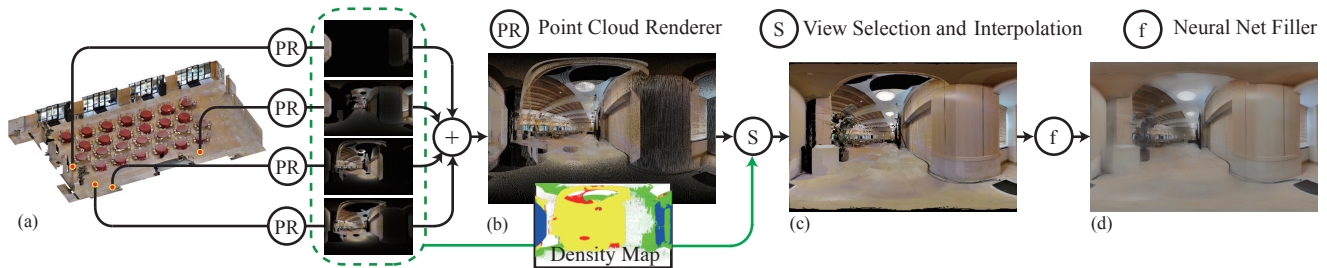 PR Point Cloud Renderer
S View Selection and Interpolation
f Neural Net Filler
PR
PR
PR
PR
+
S
f
Density Map
(a)
(b)
(c)
(d)